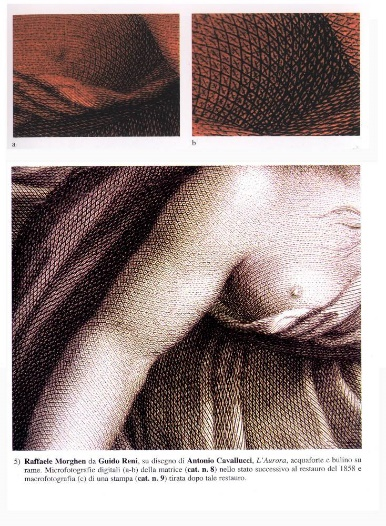 a
b
5) Raffaele Morghen da Guido Reni, su disegno di Antonio Cavallucci, L'Aurora, acquaforte e bulino su
rame. Microfotografie digitali (a-b) della matrice (cat. n. 8) nello stato successivo al restauro del 1858 e
macrofotografia (c) di una stampa (cat. n. 9) tirata dopo tale restauro.